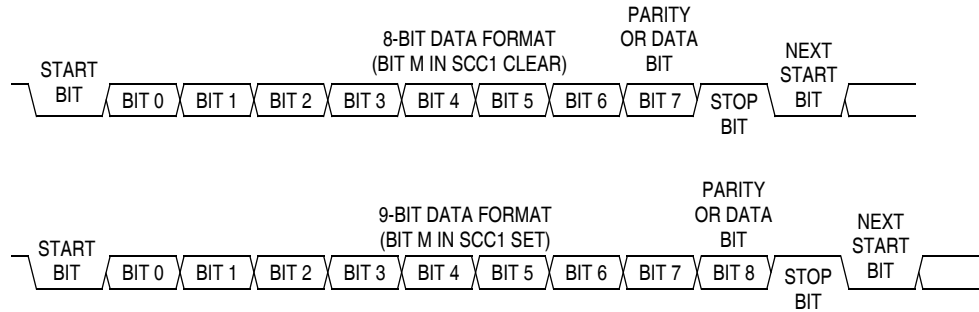 8-BIT DATA FORMAT
(BIT M IN SCC1 CLEAR)
PARITY
OR DATA
BIT
START
BIT
BIT 0 BIT 1 BIT 2 BIT 3 BIT 4 BIT 5 BIT 6 BIT 7
STOP
BIT
NEXT
START
BIT
9-BIT DATA FORMAT
(BIT M IN SCC1 SET)
PARITY
OR DATA
BIT
START
BIT
BIT 0 BIT 1 BIT 2 BIT 3 BIT 4 BIT 5 BIT 6 BIT 7 BIT 8
STOP
BIT
NEXT
START
BIT